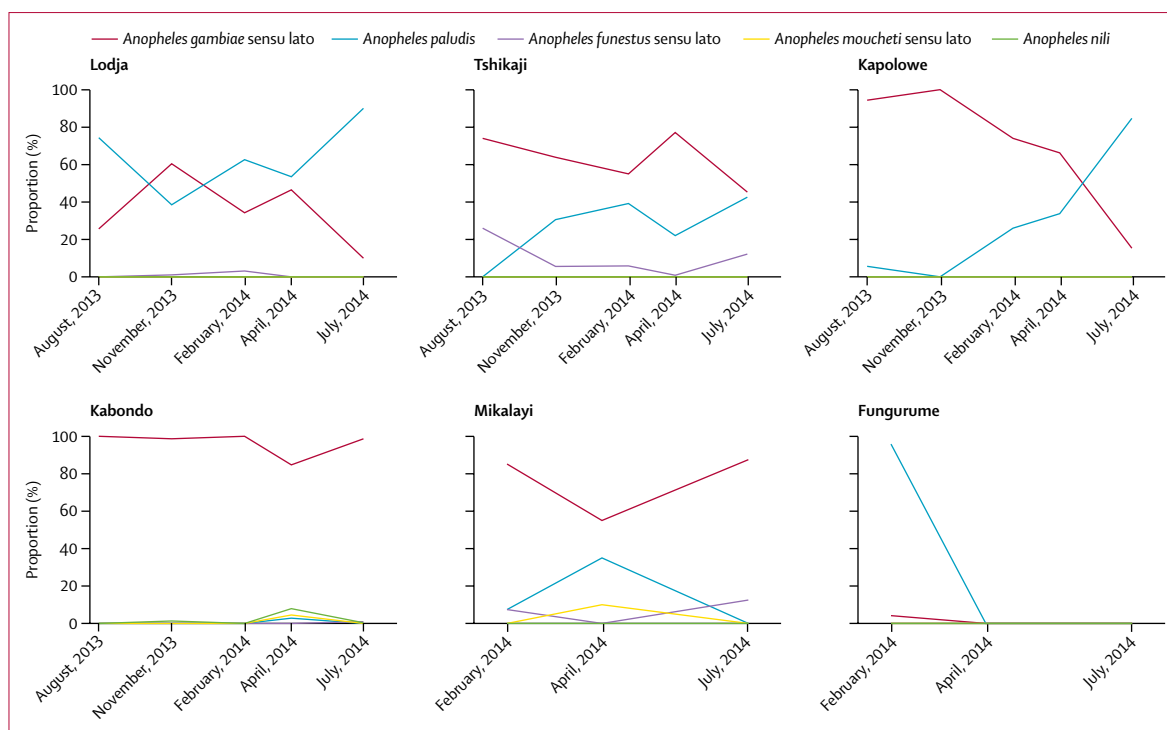 Anopheles gambiae sensu lato Anopheles paludis Anopheles funestus sensu lato Anopheles moucheti sensu lato Anopheles nili
Lodja
Proportion (%)
100
80
60
40
20
0
August, 2013
November, 2013
February, 2014
April, 2014
July, 2014
Tshikaji
August, 2013
November, 2013
February, 2014
April, 2014
July, 2014
Kapolowe
August, 2013
November, 2013
February, 2014
April, 2014
July, 2014
Kabondo
Proportion (%)
100
80
60
40
20
0
August, 2013
November, 2013
February, 2014
April, 2014
July, 2014
Mikalayi
February, 2014
April, 2014
July, 2014
Fungurume
February, 2014
April, 2014
July, 2014